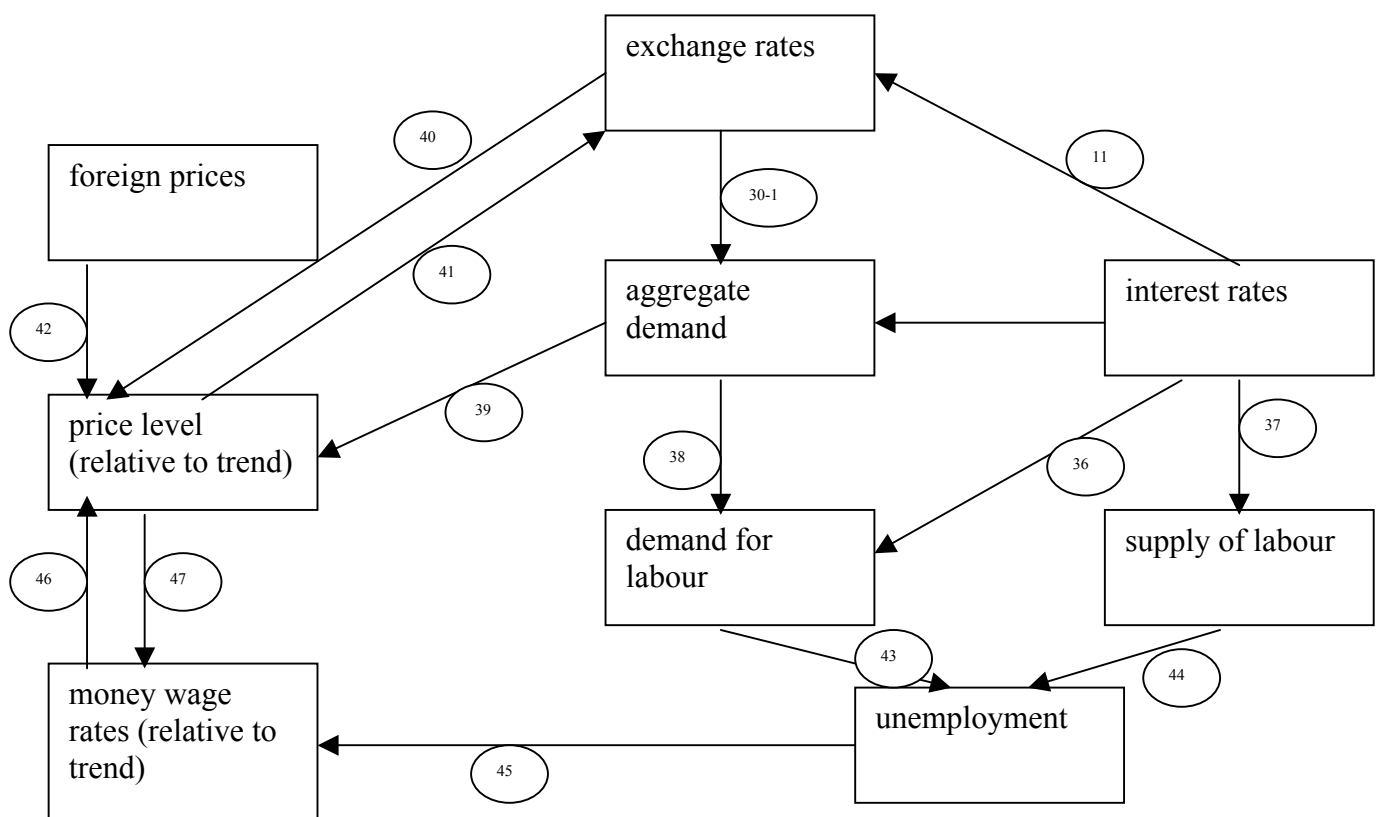 exchange rates
40
11
foreign prices
30-1
41
aggregate
demand
interest rates
42
39
37
price level
(relative to trend)
38
36
demand for
labour
supply of labour
46
47
43
44
money wage
rates (relative to
trend)
unemployment
45